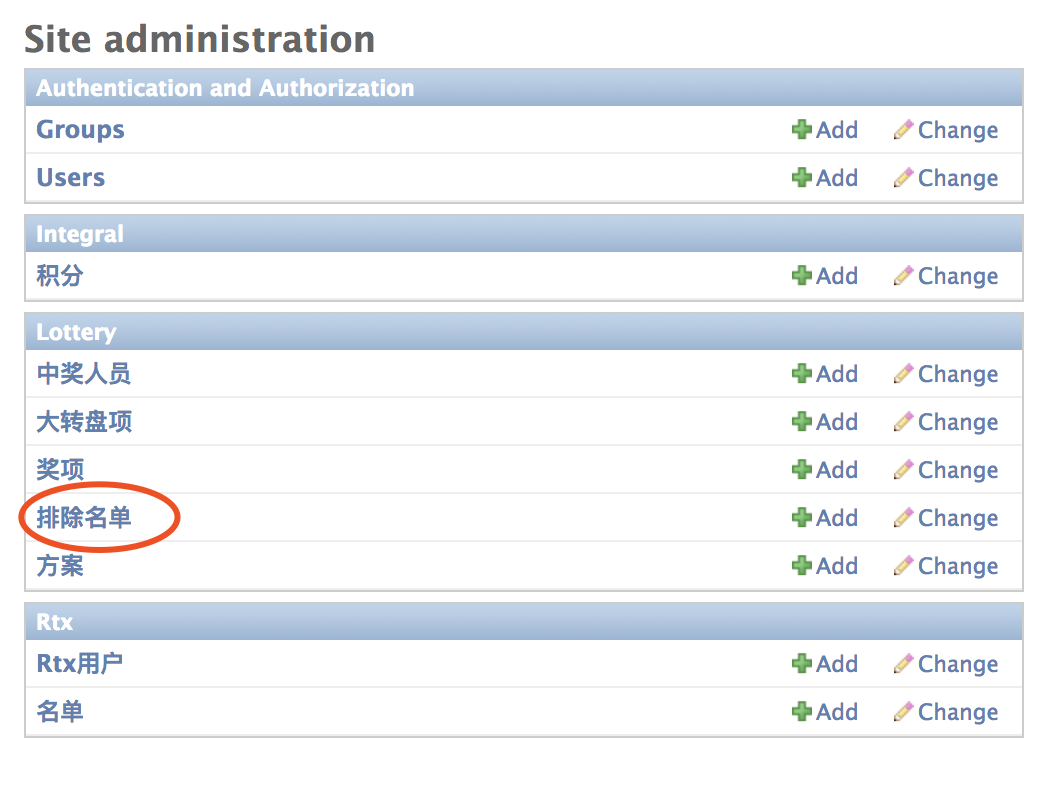 Site administration
Authentication and Authorization
Groups Add Change
Users Add Change
Integral
积分 Add Change
Lottery
中奖人员 Add Change
大转盘项 Add Change
奖项 Add Change
排除名单 Add Change
方案 Add Change
Rtx
Rtx用户 Add Change
名单 Add Change